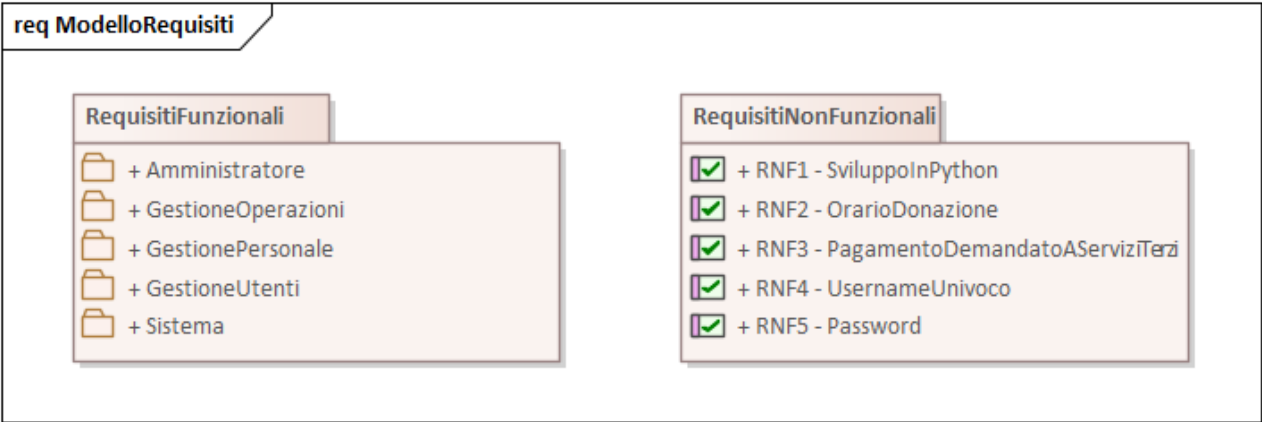 req ModelloRequisiti
RequisitiFunzionali
+ Amministratore
+ GestioneOperazioni
+ GestionePersonale
+ GestioneUtenti
+ Sistema
RequisitiNonFunzionali
+ RNF1 - SviluppoInPython
+ RNF2 - OrarioDonazione
+ RNF3 - PagamentoDemandatoAServiziTerzi
+ RNF4 - UsernameUnivoco
+ RNF5 - Password